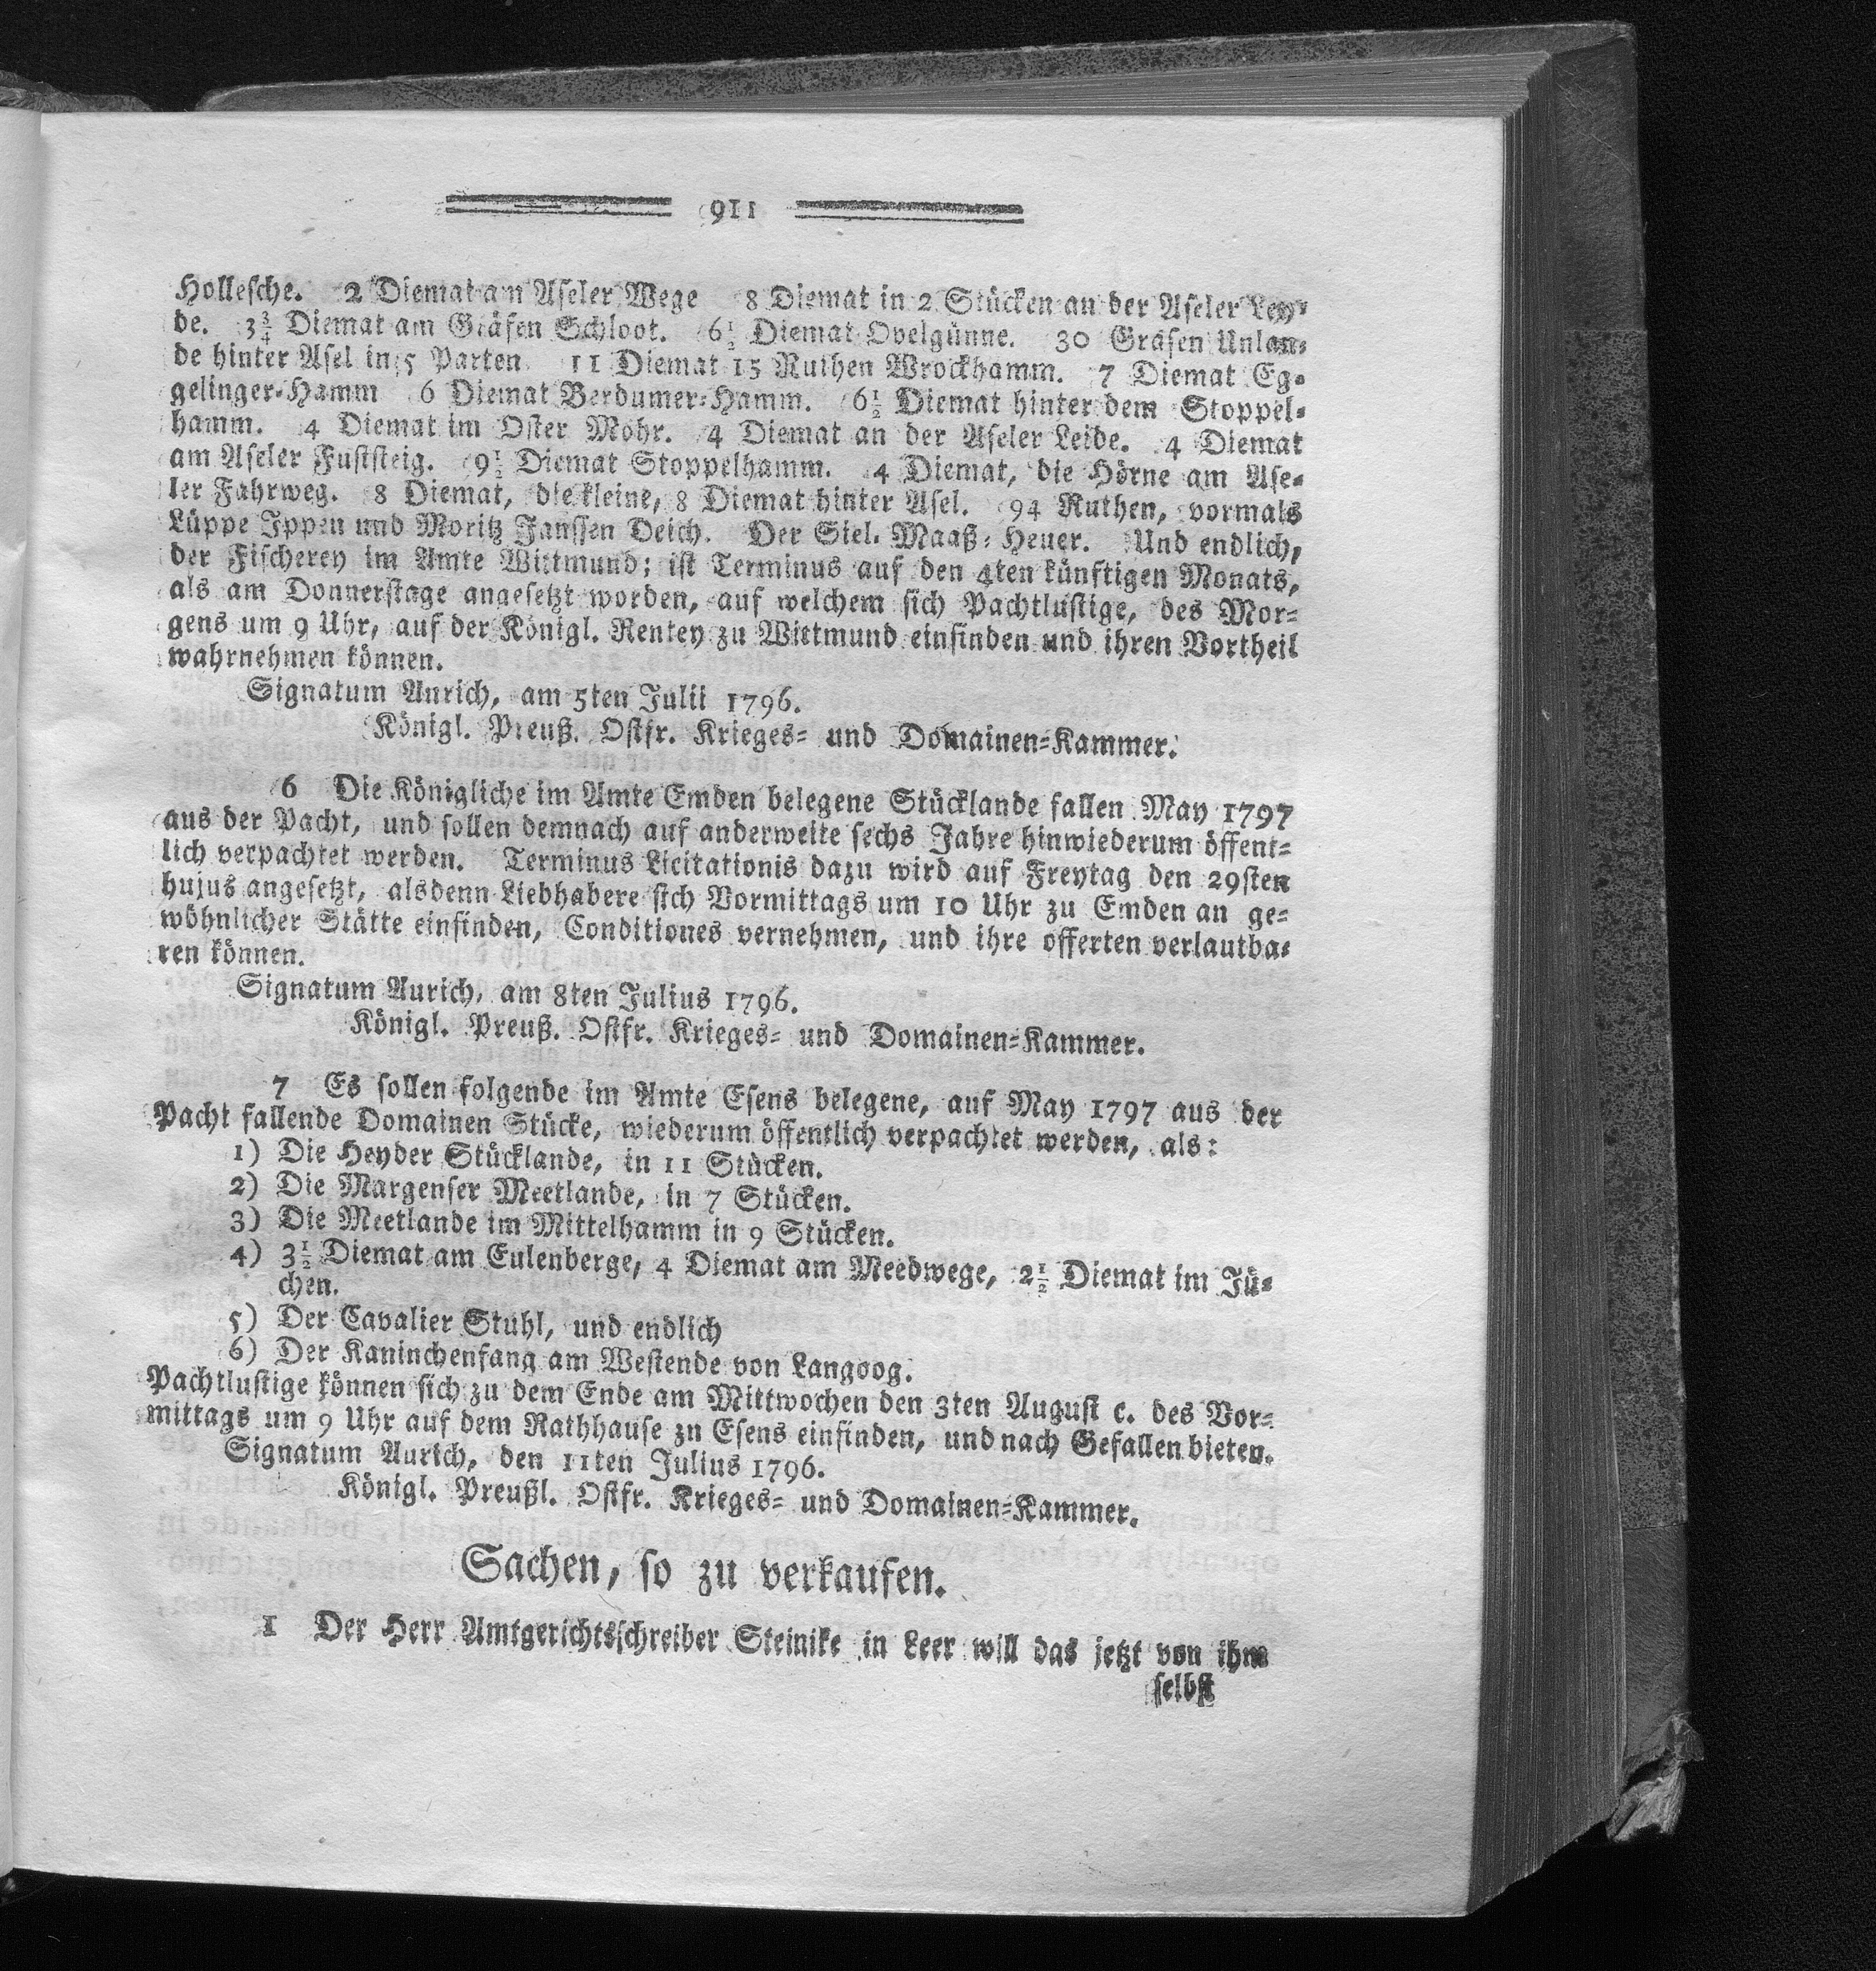 911
Hollesche. 2 Diemat am Aseler Wege 8 Diemat in 2 Stücken an der Aseler Ley-
de. 3¾ Diemat am Gräfen Schloot. 6½ Diemat Ovelgünne. 30 Gräsen Unlan-
de hinter Asel in 5 Parten 11 Diemat 15 Ruthen Wrockhamm. 7 Diemat Eg-
gelinger-Hamm 6 Diemat Berdumer-Hamm. 6½ Diemat hinter dem Stoppel-
hamm. 4 Diemat im Oster Mohr. 4 Diemat an der Aseler Leide. 4 Diemat
am Aseler Fuststeig. 9½ Diemat Stoppelhamm. 4 Diemat, die Hörne am Ase-
ler Fahrweg. 8 Diemat, die kleine, 8 Diemat hinter Asel. 94 Ruthen, vormals
Lüppe Ippen und Moritz Janssen Deich. Der Siel. Maaß-Heuer. Und endlich,
der Fischerey im Amte Wittmund; ist Terminus auf den 4ten künftigen Monats,
als am Donnerstage angesetzt worden, auf welchem sich Pachtlustige, des Mor-
gens um 9 Uhr, auf der Königl. Rentey zu Wittmund einfinden und ihren Vortheil
wahrnehmen können.
Signatum Aurich, am 5ten Julii 1796.
Königl. Preuß. Ostfr. Krieges- und Domainen-Kammer.
6 Die Königliche im Amte Emden belegene Stücklande fallen May 1797
aus der Pacht, und sollen demnach auf anderweite sechs Jahre hinwiederum öffent-
lich verpachtet werden. Terminus Licitationis dazu wird auf Freytag den 29sten
hujus angesetzt, alsdenn Liebhabere sich Vormittags um 10 Uhr zu Emden an ge-
wöhnlicher Stätte einfinden, Conditiones vernehmen, und ihre offerten verlautba-
ren können.
Signatum Aurich, am 8ten Julius 1796.
Königl. Preuß. Ostfr. Krieges- und Domainen-Kammer.
7 Es sollen folgende im Amte Esens belegene, auf May 1797 aus der
Pacht fallende Domainen Stücke, wiederum öffentlich verpachtet werden, als:
1) Die Heyder Stücklande, in 11 Stücken.
2) Die Margenser Meetlande, in 7 Stücken.
3) Die Meetlande im Mittelhamm in 9 Stücken.
4) 3½ Diemat am Eulenberge, 4 Diemat am Meedwege, 2½ Diemat im Jü-
chen.
5) Der Cavalier Stuhl, und endlich
6) Der Kaninchenfang am Westende von Langoog.
Pachtlustige können sich zu dem Ende am Mittwochen den 3ten August c. des Vor-
mittags um 9 Uhr auf dem Rathhause zu Esens einfinden, und nach Gefallen bieten.
Signatum Aurich, den 11ten Julius 1796.
Königl. Preußl. Ostfr. Krieges- und Domainen-Kammer.
Sachen, so zu verkaufen.
1 Der Herr Amtgerichtsschreiber Steinike in Leer will das jetzt von ihm
selbst